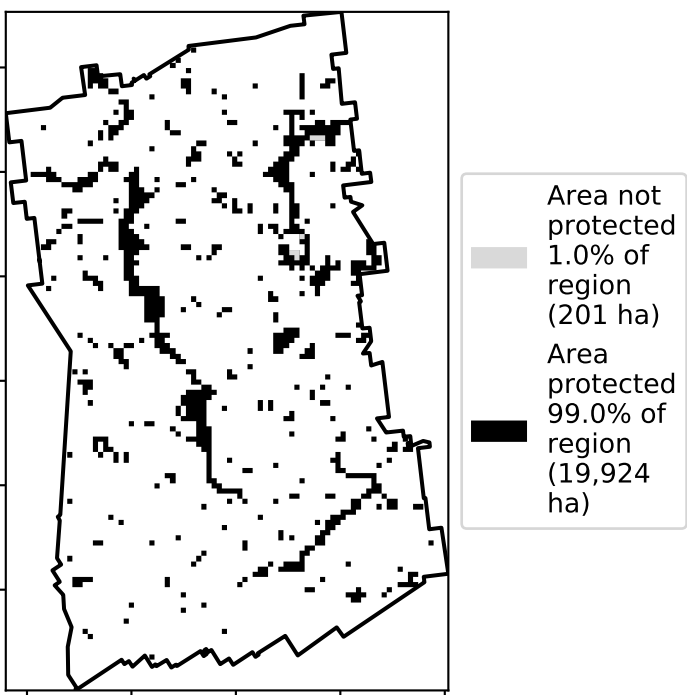 Area not
protected
1.0% of
region
(201 ha)
Area
protected
99.0% of
region
(19,924
ha)